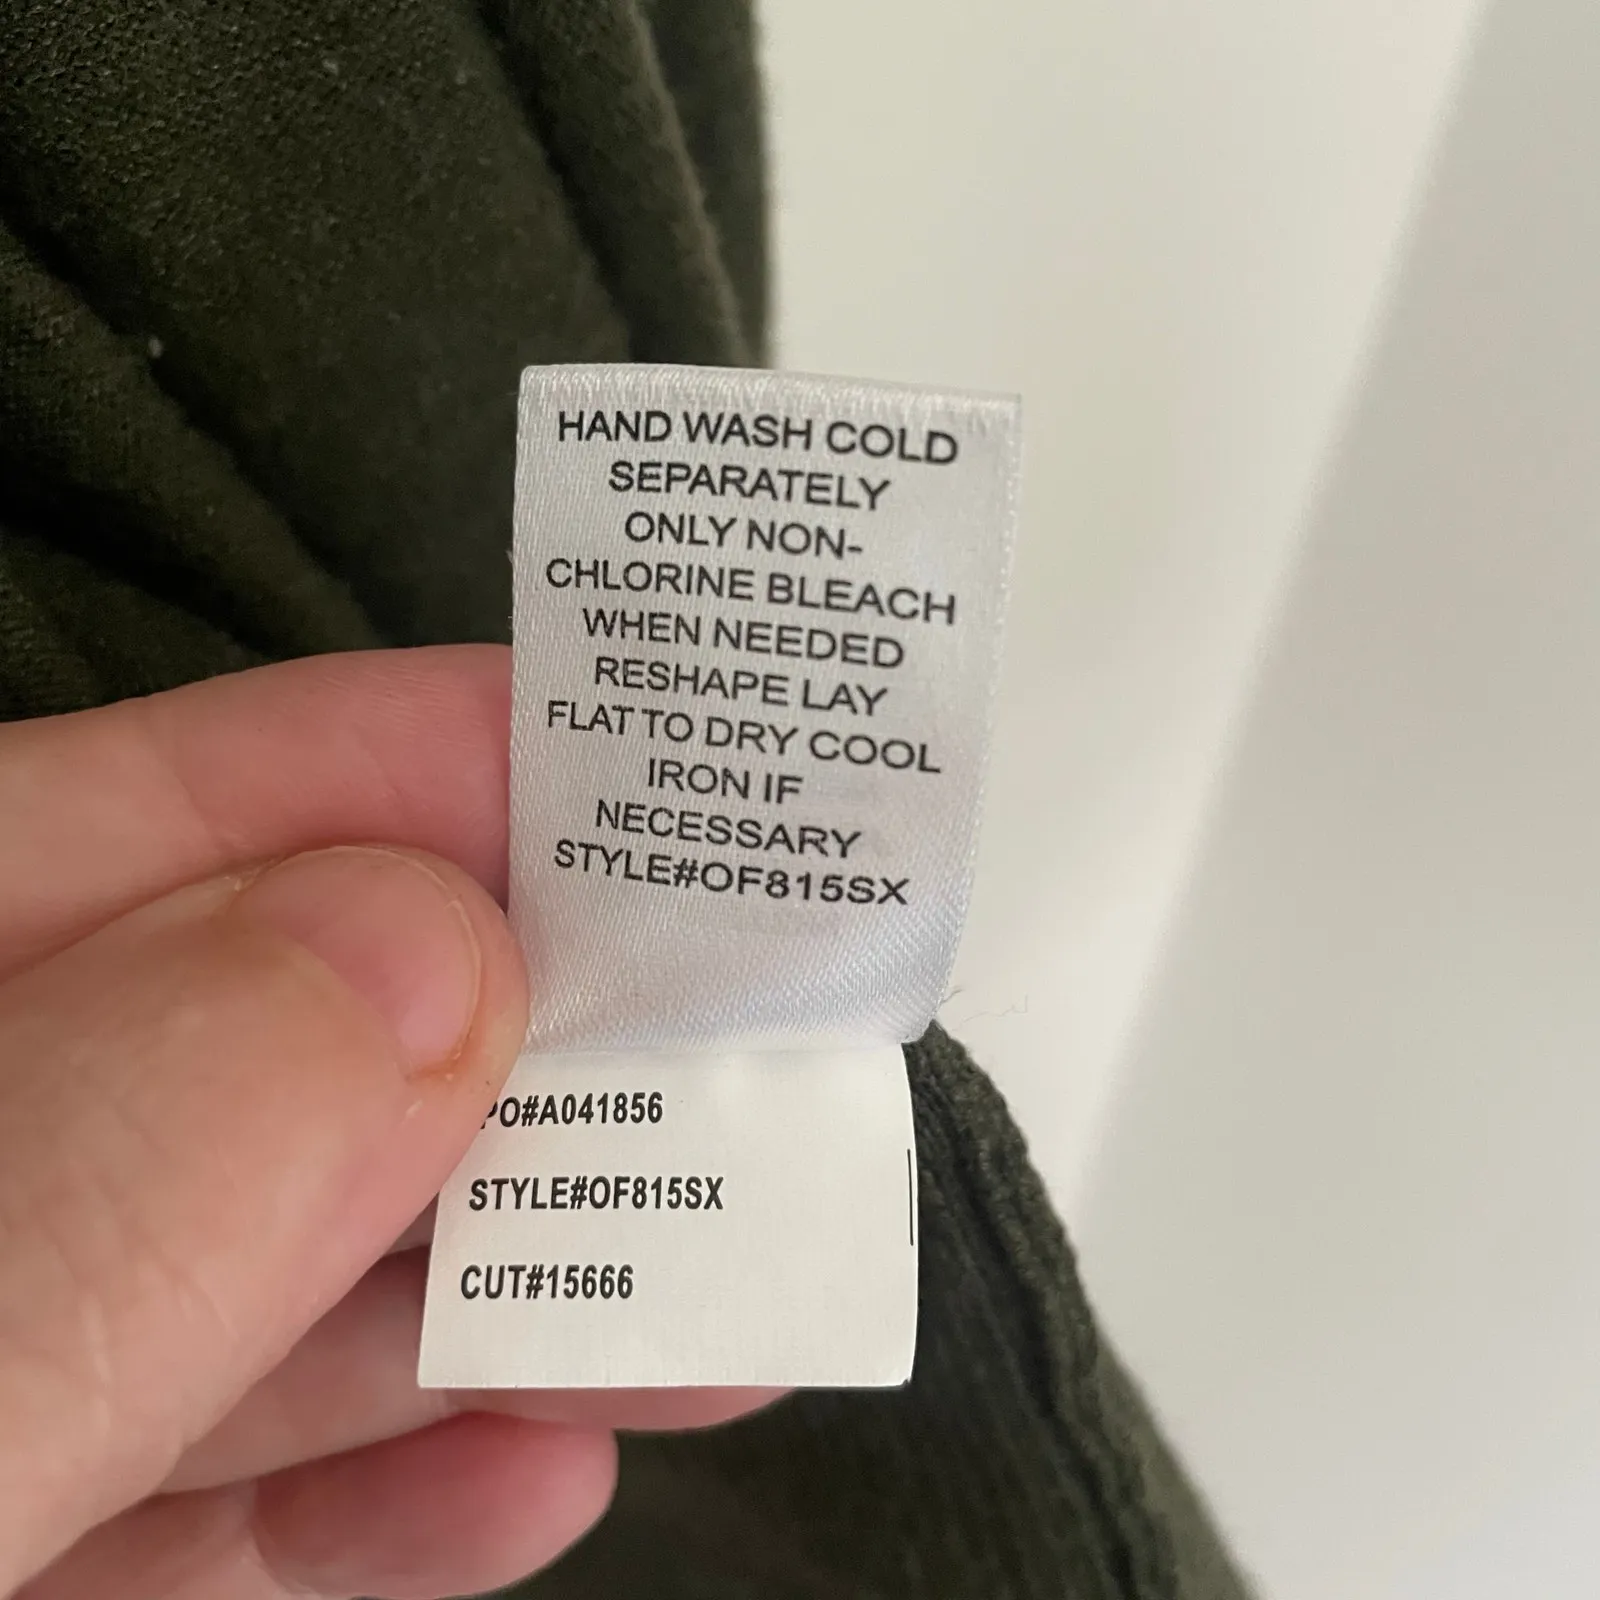 HAND WASH COLD
SEPARATELY
ONLY NON-
CHLORINE BLEACH
WHEN NEEDED
RESHAPE LAY
FLAT TO DRY COOL
IRON IF
NECESSARY
STYLE#OF815SX
PO#A041856
STYLE#OF815SX
CUT#15666